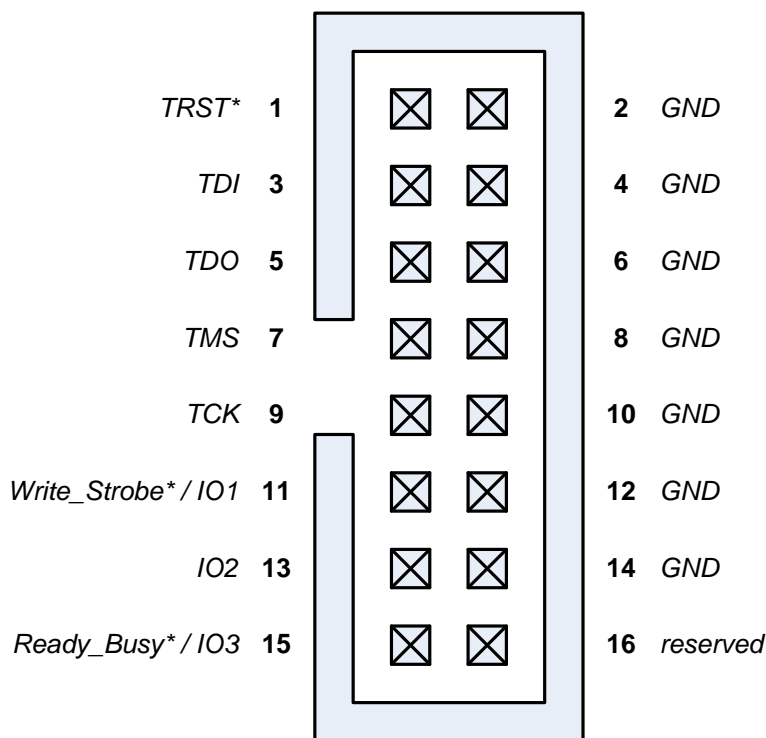 TRST* 1 2 GND
TDI 3 4 GND
TDO 5 6 GND
TMS 7 8 GND
TCK 9 10 GND
Write_Strobe* / IO1 11 12 GND
IO2 13 14 GND
Ready_Busy* / IO3 15 16 reserved